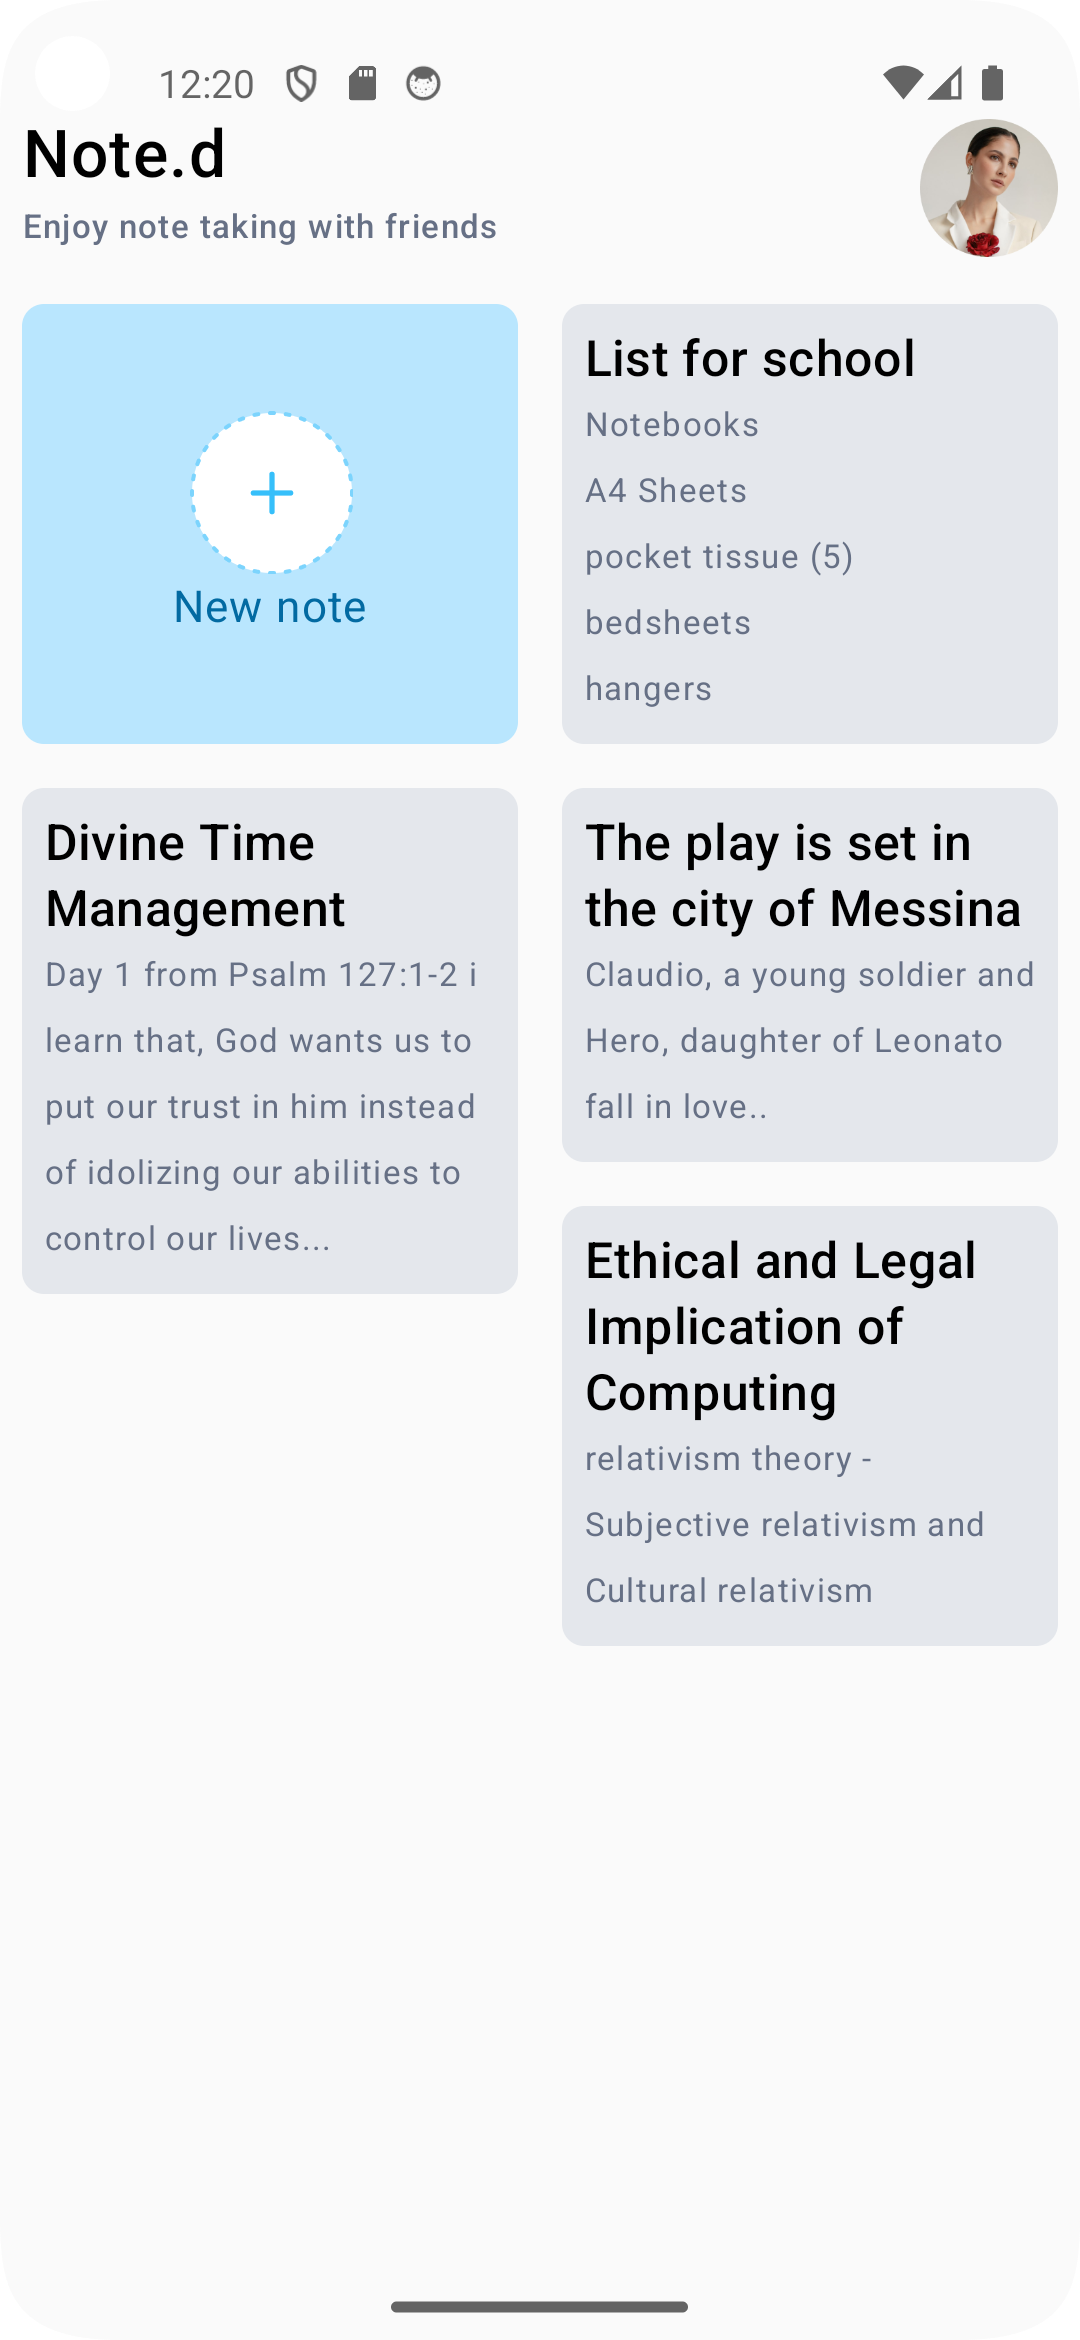 12:20
Note.d
Enjoy note taking with friends
New note
List for school
Notebooks
A4 Sheets
pocket tissue (5)
bedsheets
hangers
Divine Time
Management
Day 1 from Psalm 127:1-2 i
learn that, God wants us to
put our trust in him instead
of idolizing our abilities to
control our lives...
The play is set in
the city of Messina
Claudio, a young soldier and
Hero, daughter of Leonato
fall in love..
Ethical and Legal
Implication of
Computing
relativism theory -
Subjective relativism and
Cultural relativism